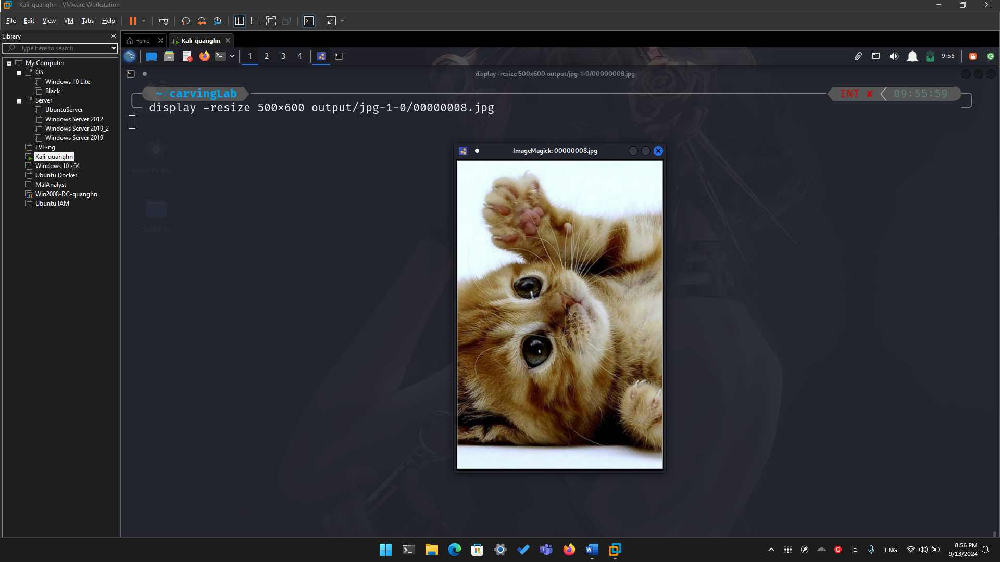 Kali-quanghn - VMware Workstation
File Edit View VM Tabs Help
Library
Type here to search
Home
Kali-quanghn
My Computer
OS
Windows 10 Lite
Black
Server
UbuntuServer
Windows Server 2012
Windows Server 2019_2
Windows Server 2019
EVE-ng
Kali-quanghn
Windows 10 x64
Ubuntu Docker
MalAnalyst
Win2008-DC-quanghn
Ubuntu IAM
1 2 3 4
9:56
display -resize 500x600 output/jpg-1-0/00000008.jpg
~/carvingLab
INT ✘ 09:55:59
display -resize 500×600 output/jpg-1-0/00000008.jpg
babyrev.ba...
Sudomy
ImageMagick: 00000008.jpg
ENG
8:56 PM
9/13/2024